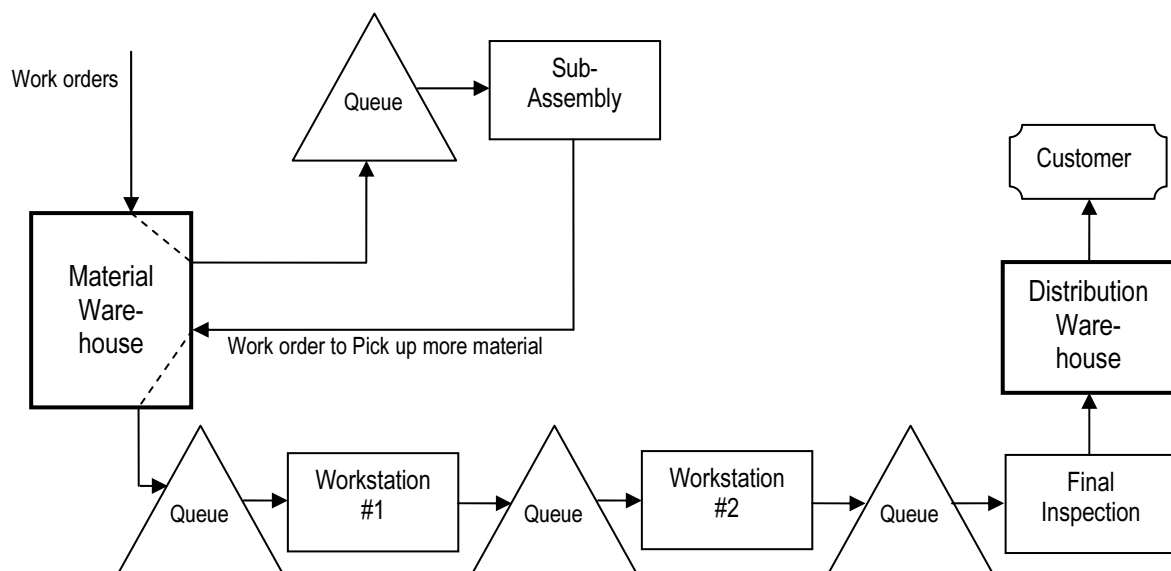 Work orders
Queue
Sub-
Assembly
Customer
Material
Ware-
house
Distribution
Ware-
house
Work order to Pick up more material
Queue
Workstation
#1
Queue
Workstation
#2
Queue
Final
Inspection